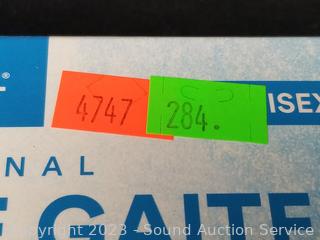 ISEX
4747 284.
NAL
GAITE
Copyright 2023 - Sound Auction Service